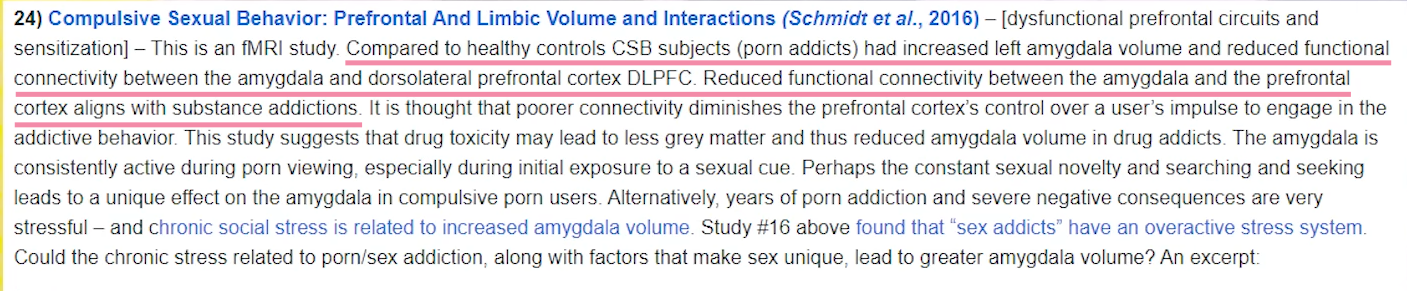 24) Compulsive Sexual Behavior: Prefrontal And Limbic Volume and Interactions (Schmidt et al., 2016) – [dysfunctional prefrontal circuits and
sensitization] – This is an fMRI study. Compared to healthy controls CSB subjects (porn addicts) had increased left amygdala volume and reduced functional
connectivity between the amygdala and dorsolateral prefrontal cortex DLPFC. Reduced functional connectivity between the amygdala and the prefrontal
cortex aligns with substance addictions. It is thought that poorer connectivity diminishes the prefrontal cortex's control over a user's impulse to engage in the
addictive behavior. This study suggests that drug toxicity may lead to less grey matter and thus reduced amygdala volume in drug addicts. The amygdala is
consistently active during porn viewing, especially during initial exposure to a sexual cue. Perhaps the constant sexual novelty and searching and seeking
leads to a unique effect on the amygdala in compulsive porn users. Alternatively, years of porn addiction and severe negative consequences are very
stressful – and chronic social stress is related to increased amygdala volume. Study #16 above found that “sex addicts” have an overactive stress system.
Could the chronic stress related to porn/sex addiction, along with factors that make sex unique, lead to greater amygdala volume? An excerpt: